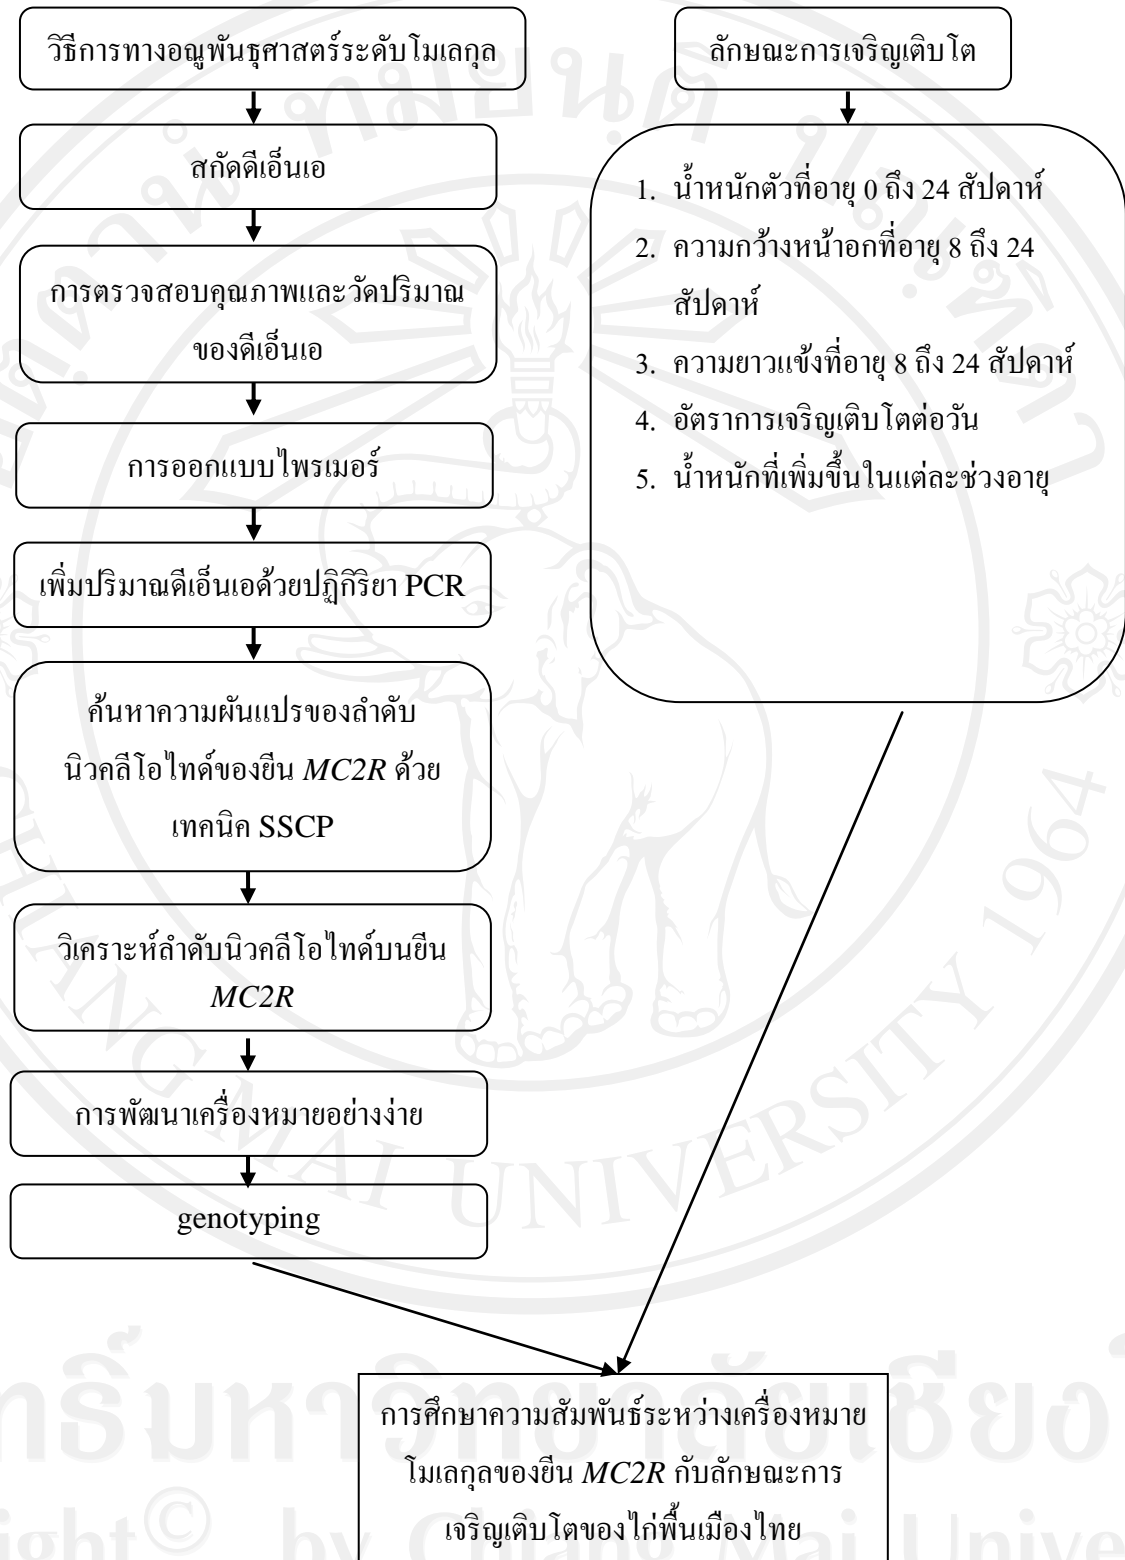 วิธีการทางอณูพันธุศาสตร์ระดับโมเลกุล
สกัดดีเอ็นเอ
การตรวจสอบคุณภาพและวัดปริมาณ
ของดีเอ็นเอ
การออกแบบไพรเมอร์
เพิ่มปริมาณดีเอ็นเอด้วยปฏิกิริยา PCR
ค้นหาความผันแปรของลำดับ
นิวคลีโอไทด์ของยีน MC2R ด้วย
เทคนิค SSCP
วิเคราะห์ลำดับนิวคลีโอไทด์บนยีน
MC2R
การพัฒนาเครื่องหมายอย่างง่าย
genotyping
ลักษณะการเจริญเติบโต
1. น้ำหนักตัวที่อายุ 0 ถึง 24 สัปดาห์
2. ความกว้างหน้าอกที่อายุ 8 ถึง 24
สัปดาห์
3. ความยาวแข้งที่อายุ 8 ถึง 24 สัปดาห์
4. อัตราการเจริญเติบโตต่อวัน
5. น้ำหนักที่เพิ่มขึ้นในแต่ละช่วงอายุ
การศึกษาความสัมพันธ์ระหว่างเครื่องหมาย
โมเลกุลของยีน MC2R กับลักษณะการ
เจริญเติบโตของไก่พื้นเมืองไทย
CHIANG MAI UNIVERSITY 1964
© by Chiang Mai